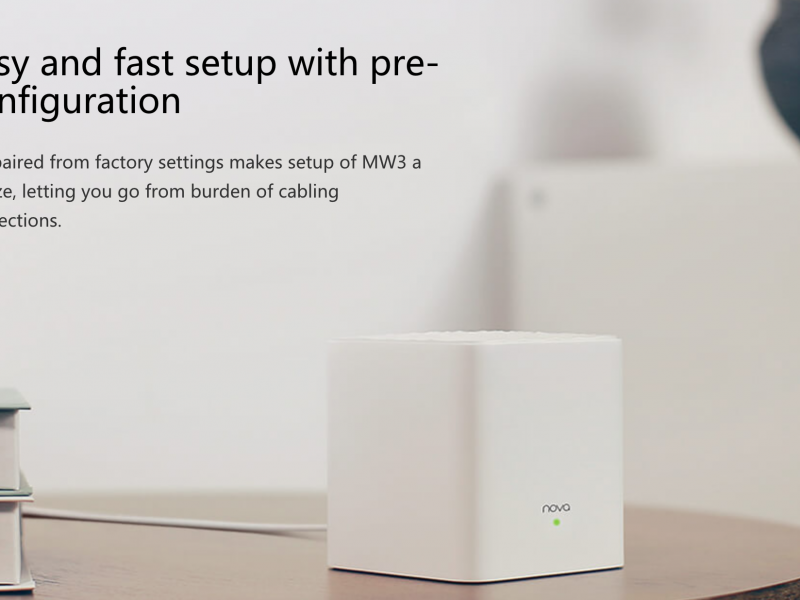 sy and fast setup with pre-
nfiguration
paired from factory settings makes setup of MW3 a
ze, letting you go from burden of cabling
ections.
nova